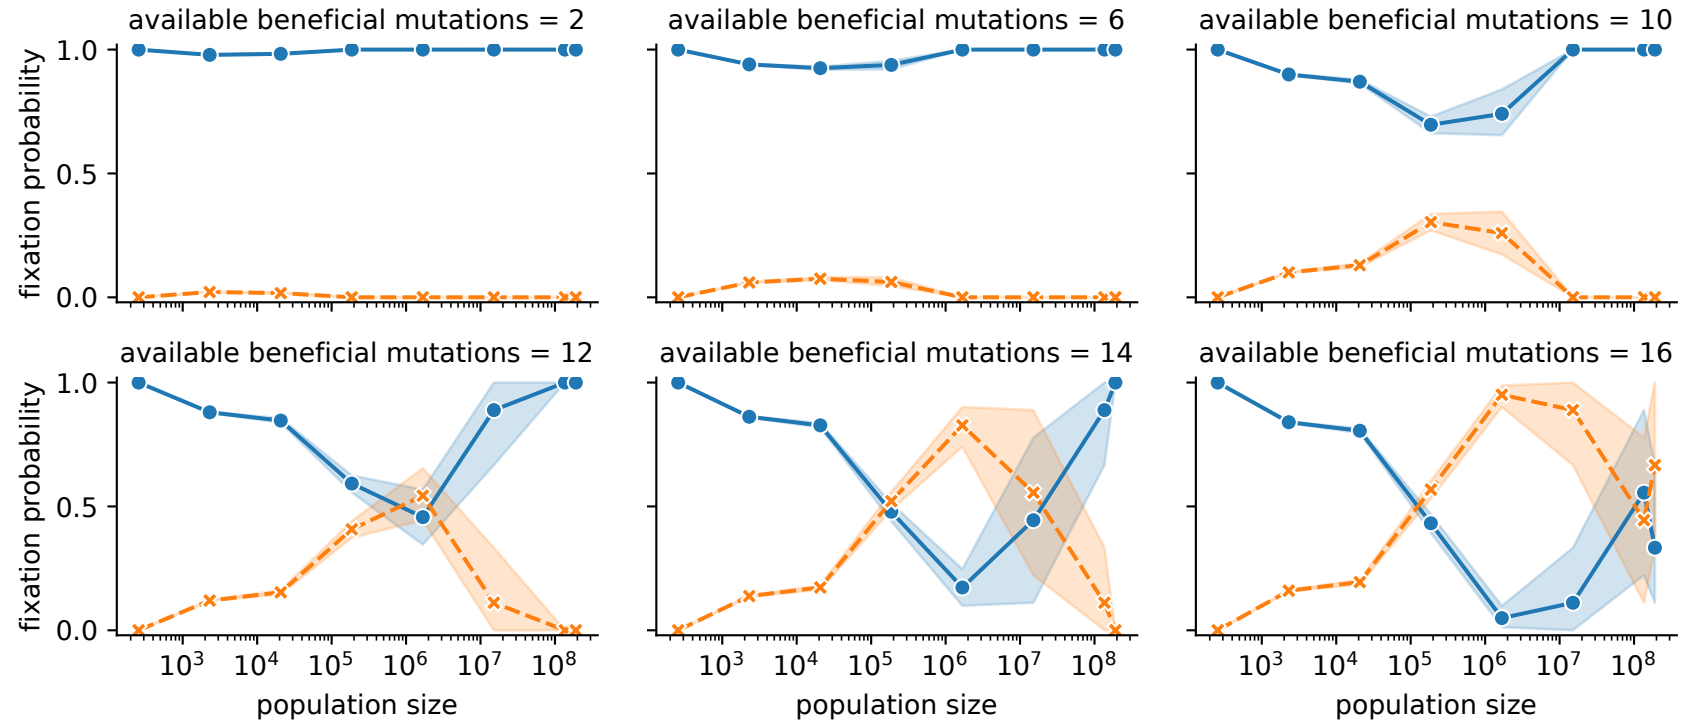 available beneficial mutations = 2
available beneficial mutations = 6
available beneficial mutations = 10
fixation probability
1.0
0.5
0.0
available beneficial mutations = 12
available beneficial mutations = 14
available beneficial mutations = 16
fixation probability
1.0
0.5
0.0
10³ 10⁴ 10⁵ 10⁶ 10⁷ 10⁸
10³ 10⁴ 10⁵ 10⁶ 10⁷ 10⁸
10³ 10⁴ 10⁵ 10⁶ 10⁷ 10⁸
population size
population size
population size